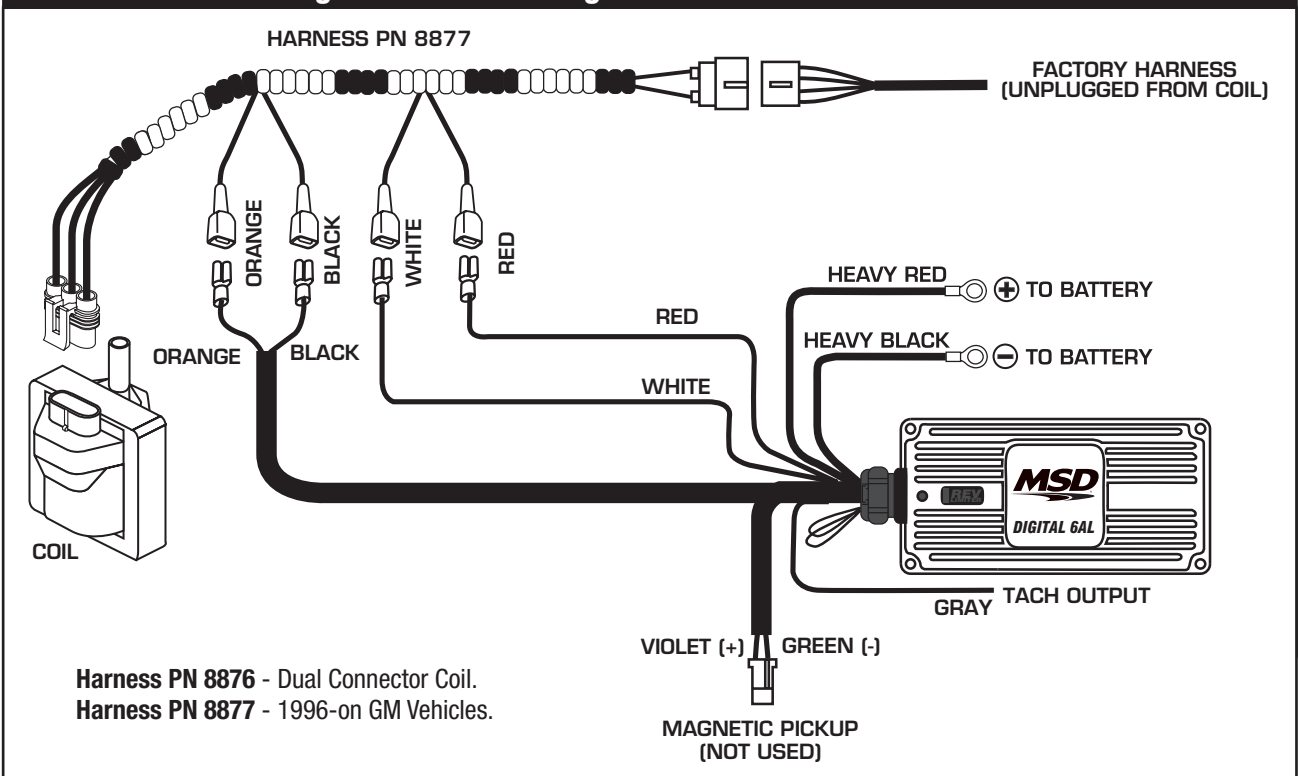 HARNESS PN 8877
FACTORY HARNESS
(UNPLUGGED FROM COIL)
ORANGE
BLACK
WHITE
RED
HEAVY RED
+ TO BATTERY
RED
HEAVY BLACK
- TO BATTERY
ORANGE
BLACK
WHITE
MSD
REV
DIGITAL 6AL
COIL
GRAY
TACH OUTPUT
VIOLET (+)
GREEN (-)
Harness PN 8876 - Dual Connector Coil.
Harness PN 8877 - 1996-on GM Vehicles.
MAGNETIC PICKUP
(NOT USED)